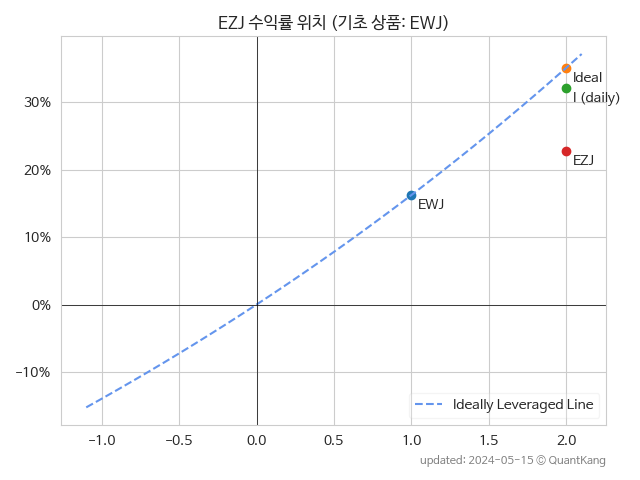 EZJ 수익률 위치 (기초 상품: EWJ)
Ideal
I (daily)
30%
EZJ
20%
EWJ
10%
0%
−10%
Ideally Leveraged Line
−1.0 −0.5 0.0 0.5 1.0 1.5 2.0
updated: 2024-05-15 © QuantKang